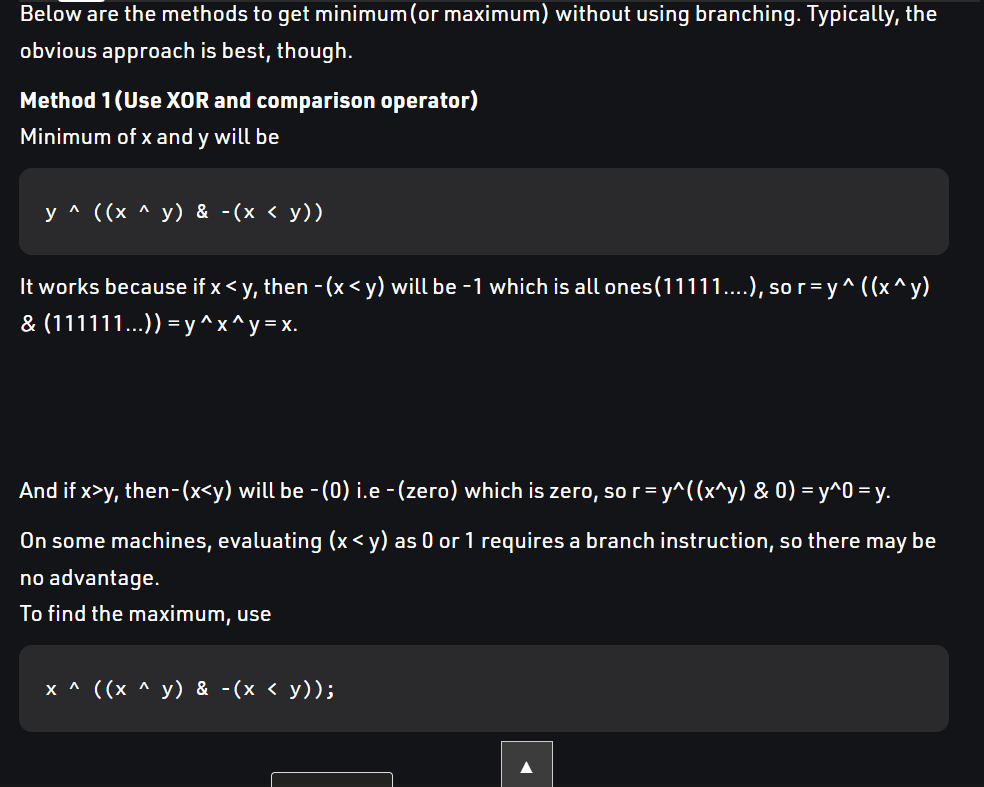 Below are the methods to get minimum(or maximum) without using branching. Typically, the
obvious approach is best, though.
Method 1(Use XOR and comparison operator)
Minimum of x and y will be
y ^ ((x ^ y) & -(x < y))
It works because if x < y, then -(x < y) will be -1 which is all ones(11111….), so r = y ^ ((x ^ y)
& (111111…)) = y ^ x ^ y = x.
And if x>y, then-(x<y) will be -(0) i.e -(zero) which is zero, so r = y^((x^y) & 0) = y^0 = y.
On some machines, evaluating (x < y) as 0 or 1 requires a branch instruction, so there may be
no advantage.
To find the maximum, use
x ^ ((x ^ y) & -(x < y));